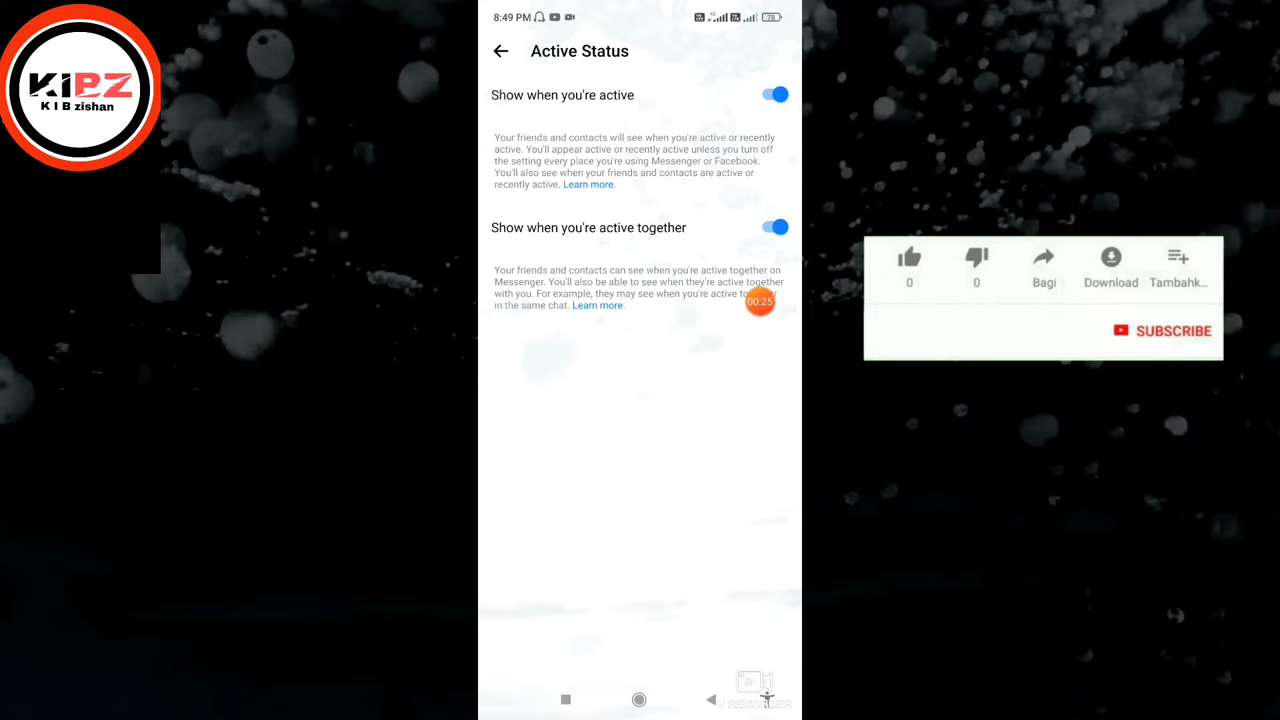 KIBZ
K I B zishan
8:49 PM
78
Active Status
Show when you're active
Your friends and contacts will see when you're active or recently
active. You'll appear active or recently active unless you turn off
the setting every place you're using Messenger or Facebook.
You'll also see when your friends and contacts are active or
recently active. Learn more.
Show when you're active together
Your friends and contacts can see when you're active together on
Messenger. You'll also be able to see when they're active together
with you. For example, they may see when you're active
in the same chat. Learn more.
00:25
0
0
Bagi
Download
Tambahk...
SUBSCRIBE
V RECORDER